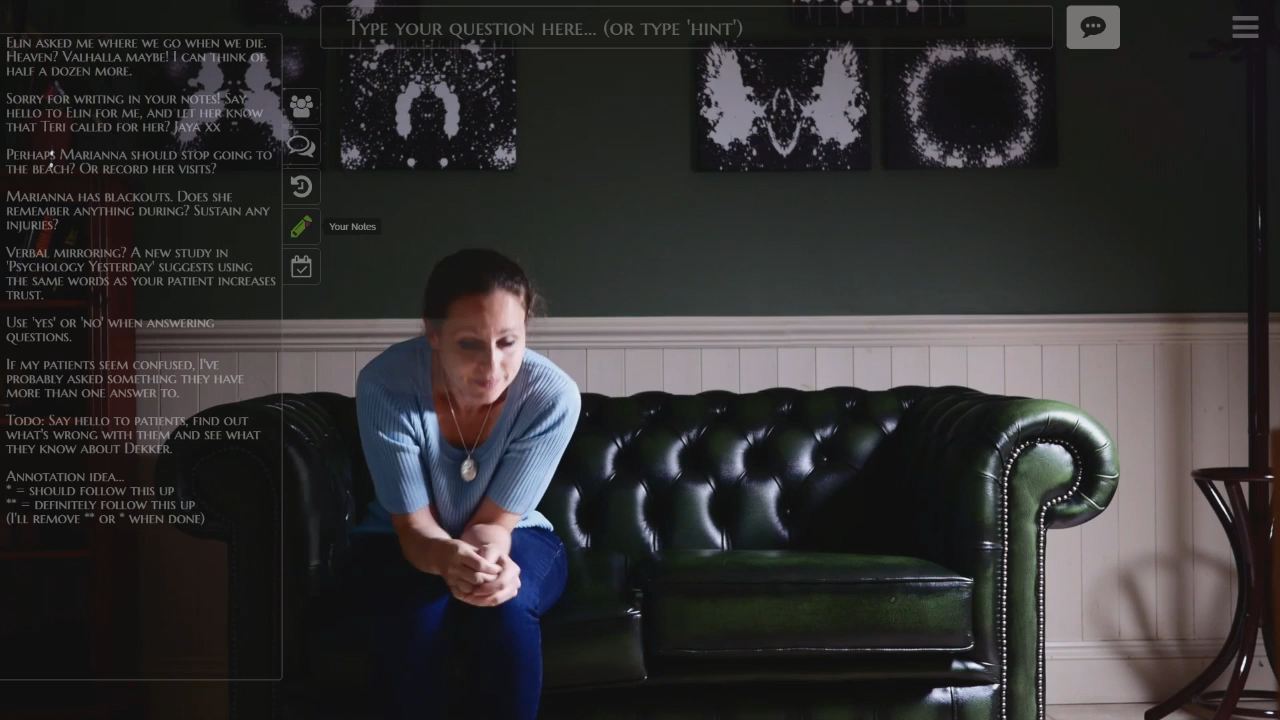 Type your question here... (or type 'hint')
Elin asked me where we go when we die.
Heaven? Valhalla maybe! I can think of
half a dozen more.
Sorry for writing in your notes! Say
hello to Elin for me, and let her know
that Teri called for her? Jaya xx
Perhaps Marianna should stop going to
the beach? Or record her visits?
Marianna has blackouts. Does she
remember anything during? Sustain any
injuries?
Verbal mirroring? A new study in
'Psychology Yesterday' suggests using
the same words as your patient increases
trust.
Use 'yes' or 'no' when answering
questions.
If my patients seem confused, I've
probably asked something they have
more than one answer to.
Todo: Say hello to patients, find out
what's wrong with them and see what
they know about Dekker.
Annotation idea...
* = should follow this up
** = definitely follow this up
(I'll remove ** or * when done)
Your Notes